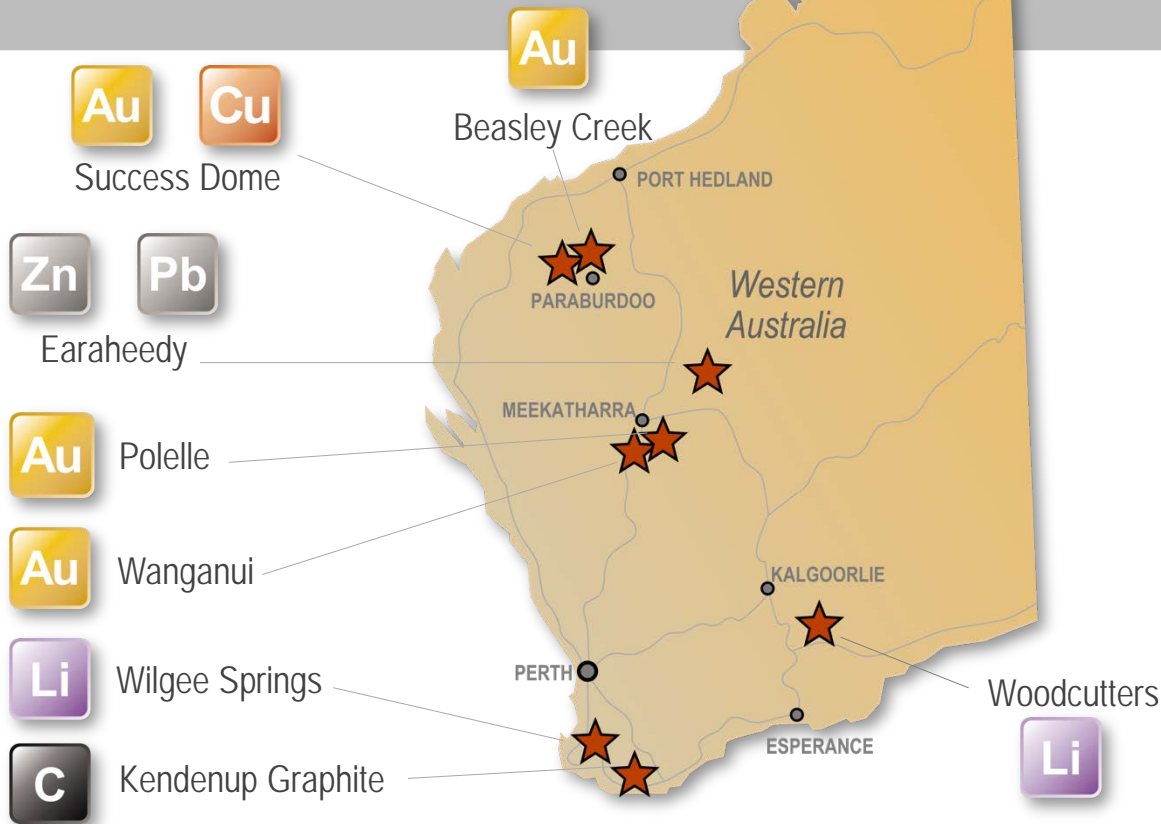 Au
Au Cu
Beasley Creek
Success Dome
PORT HEDLAND
Zn Pb
PARABURDOO
Western
Australia
Earaheedy
MEEKATHARRA
Au Polelle
Au Wanganui
KALGOORLIE
Li Wilgee Springs
PERTH
Woodcutters
ESPERANCE
Li
C Kendenup Graphite